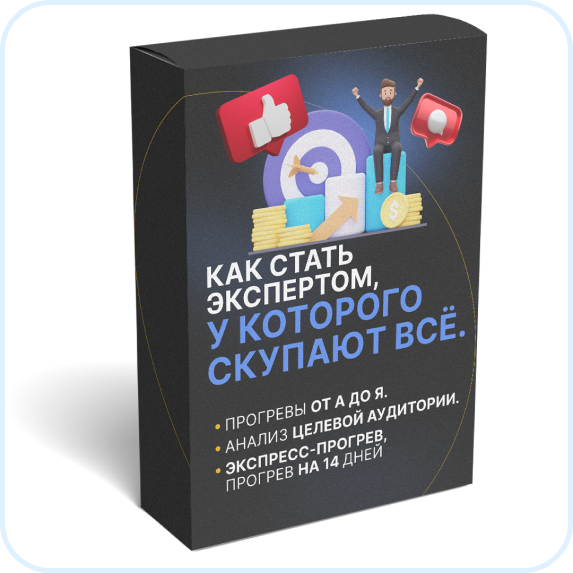 КАК СТАТЬ
ЭКСПЕРТОМ,
У КОТОРОГО
СКУПАЮТ ВСЁ.
• ПРОГРЕВЫ ОТ А ДО Я.
• АНАЛИЗ ЦЕЛЕВОЙ АУДИТОРИИ.
• ЭКСПРЕСС-ПРОГРЕВ,
ПРОГРЕВ НА 14 ДНЕЙ
$